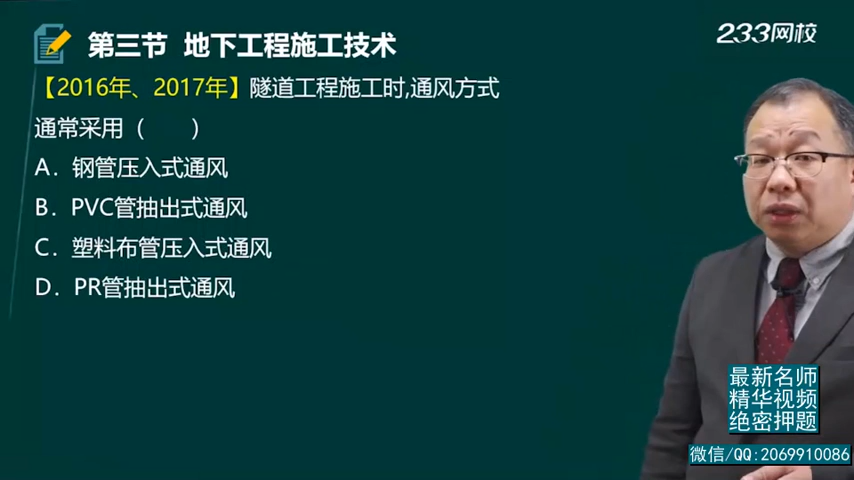 第三节 地下工程施工技术
233网校
【2016年、2017年】隧道工程施工时,通风方式
通常采用（  ）
A．钢管压入式通风
B．PVC管抽出式通风
C．塑料布管压入式通风
D．PR管抽出式通风
最新名师
精华视频
绝密押题
微信/QQ:2069910086